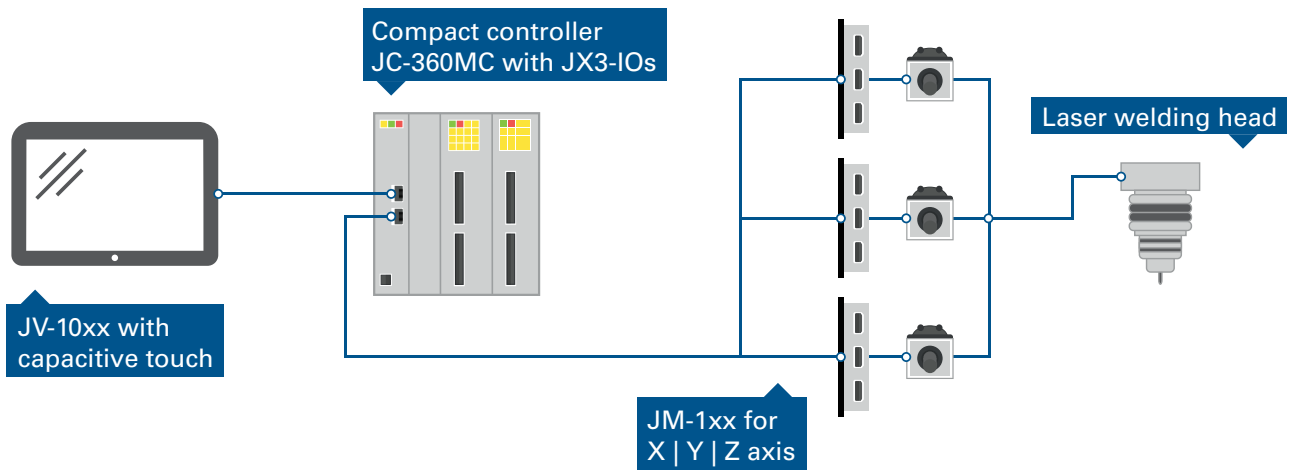 Compact controller
JC-360MC with JX3-IOs
Laser welding head
JV-10xx with
capacitive touch
JM-1xx for
X | Y | Z axis